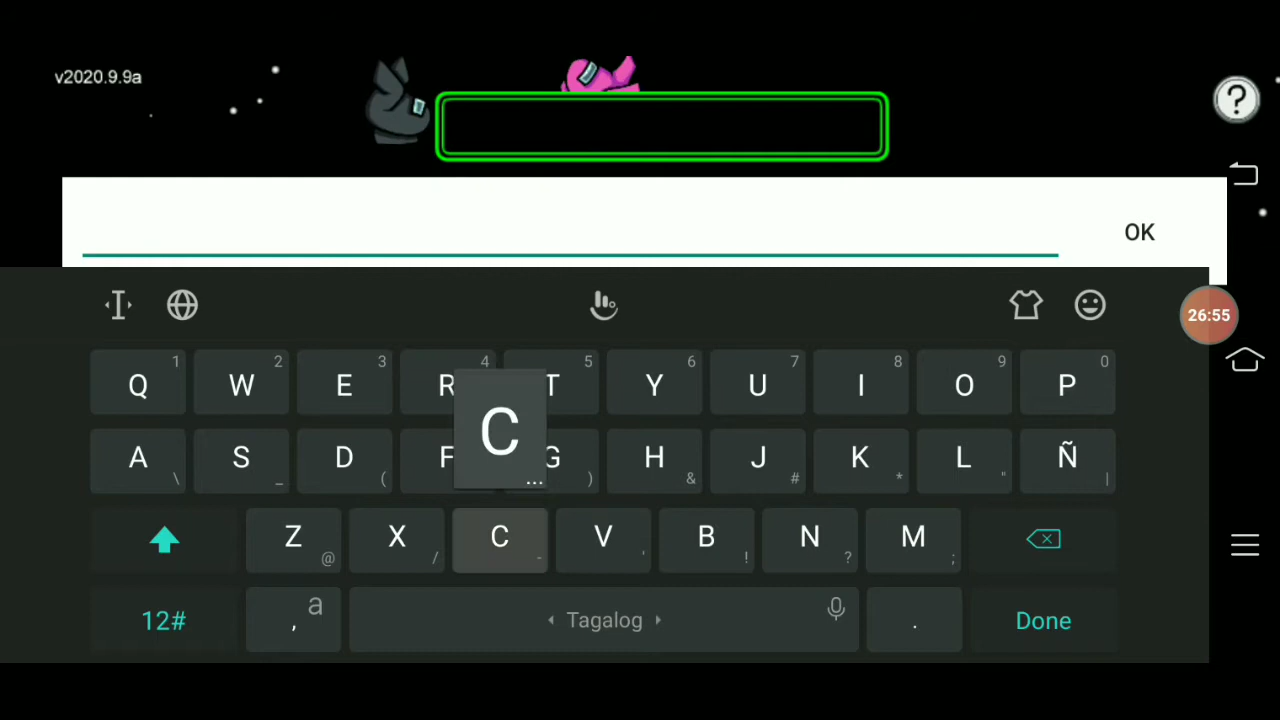 v2020.9.9a
?
OK
26:55
Q 1 W 2 E 3 R 4 T 5 Y 6 U 7 I 8 O 9 P 0
C ...
A \ S _ D ( F G ) H & J # K * L " Ñ |
Z @ X / C - V ' B ! N ? M ;
12# , a Tagalog . Done